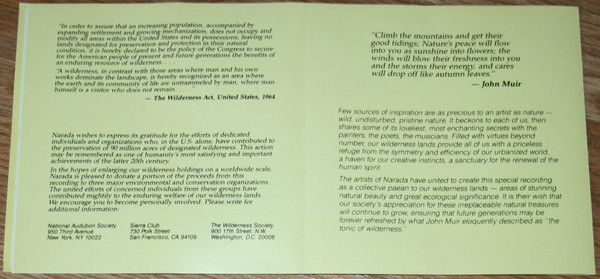 "In order to assure that an increasing population, accompanied by
expanding settlement and growing mechanization, does not occupy and
modify all areas within the United States and its possessions, leaving no
lands designated for preservation and protection in their natural
condition, it is hereby declared to be the policy of the Congress to secure
for the American people of present and future generations the benefits of
an enduring resource of wilderness. . . .
"A wilderness, in contrast with those areas where man and his own
works dominate the landscape, is hereby recognized as an area where
the earth and its community of life are untrammeled by man, where man
himself is a visitor who does not remain. . . ."
— The Wilderness Act, United States, 1964
Narada wishes to express its gratitude for the efforts of dedicated
individuals and organizations who, in the U.S. alone, have contributed to
the preservation of 90 million acres of designated wilderness. This action
may be remembered as one of humanity's most satisfying and important
achievements of the latter 20th century.
In the hopes of enlarging our wilderness holdings on a worldwide scale,
Narada is pleased to donate a portion of the proceeds from this
recording to three major environmental and conservation organizations.
The united efforts of concerned individuals from these groups have
contributed mightily to the enduring welfare of our wilderness lands.
We encourage you to become personally involved. Please write for
additional information:
National Audubon Society
950 Third Avenue
New York, NY 10022
Sierra Club
730 Polk Street
San Francisco, CA 94109
The Wilderness Society
900 17th Street, N.W.
Washington, D.C. 20006
"Climb the mountains and get their
good tidings; Nature's peace will flow
into you as sunshine into flowers; the
winds will blow their freshness into you
and the storms their energy, and cares
will drop off like autumn leaves."
— John Muir
Few sources of inspiration are as precious to an artist as nature —
wild, undisturbed, pristine nature. It beckons to each of us, then
shares some of its loveliest, most enchanting secrets with the
painters, the poets, the musicians. Filled with virtues beyond
number, our wilderness lands provide all of us with a priceless
refuge from the symmetry and efficiency of our urbanized world,
a haven for our creative instincts, a sanctuary for the renewal of the
human spirit.
The artists of Narada have united to create this special recording
as a collective paean to our wilderness lands — areas of stunning
natural beauty and great ecological significance. It is their wish that
our society's appreciation for these irreplaceable natural treasures
will continue to grow, ensuring that future generations may be
forever refreshed by what John Muir eloquently described as "the
tonic of wilderness."